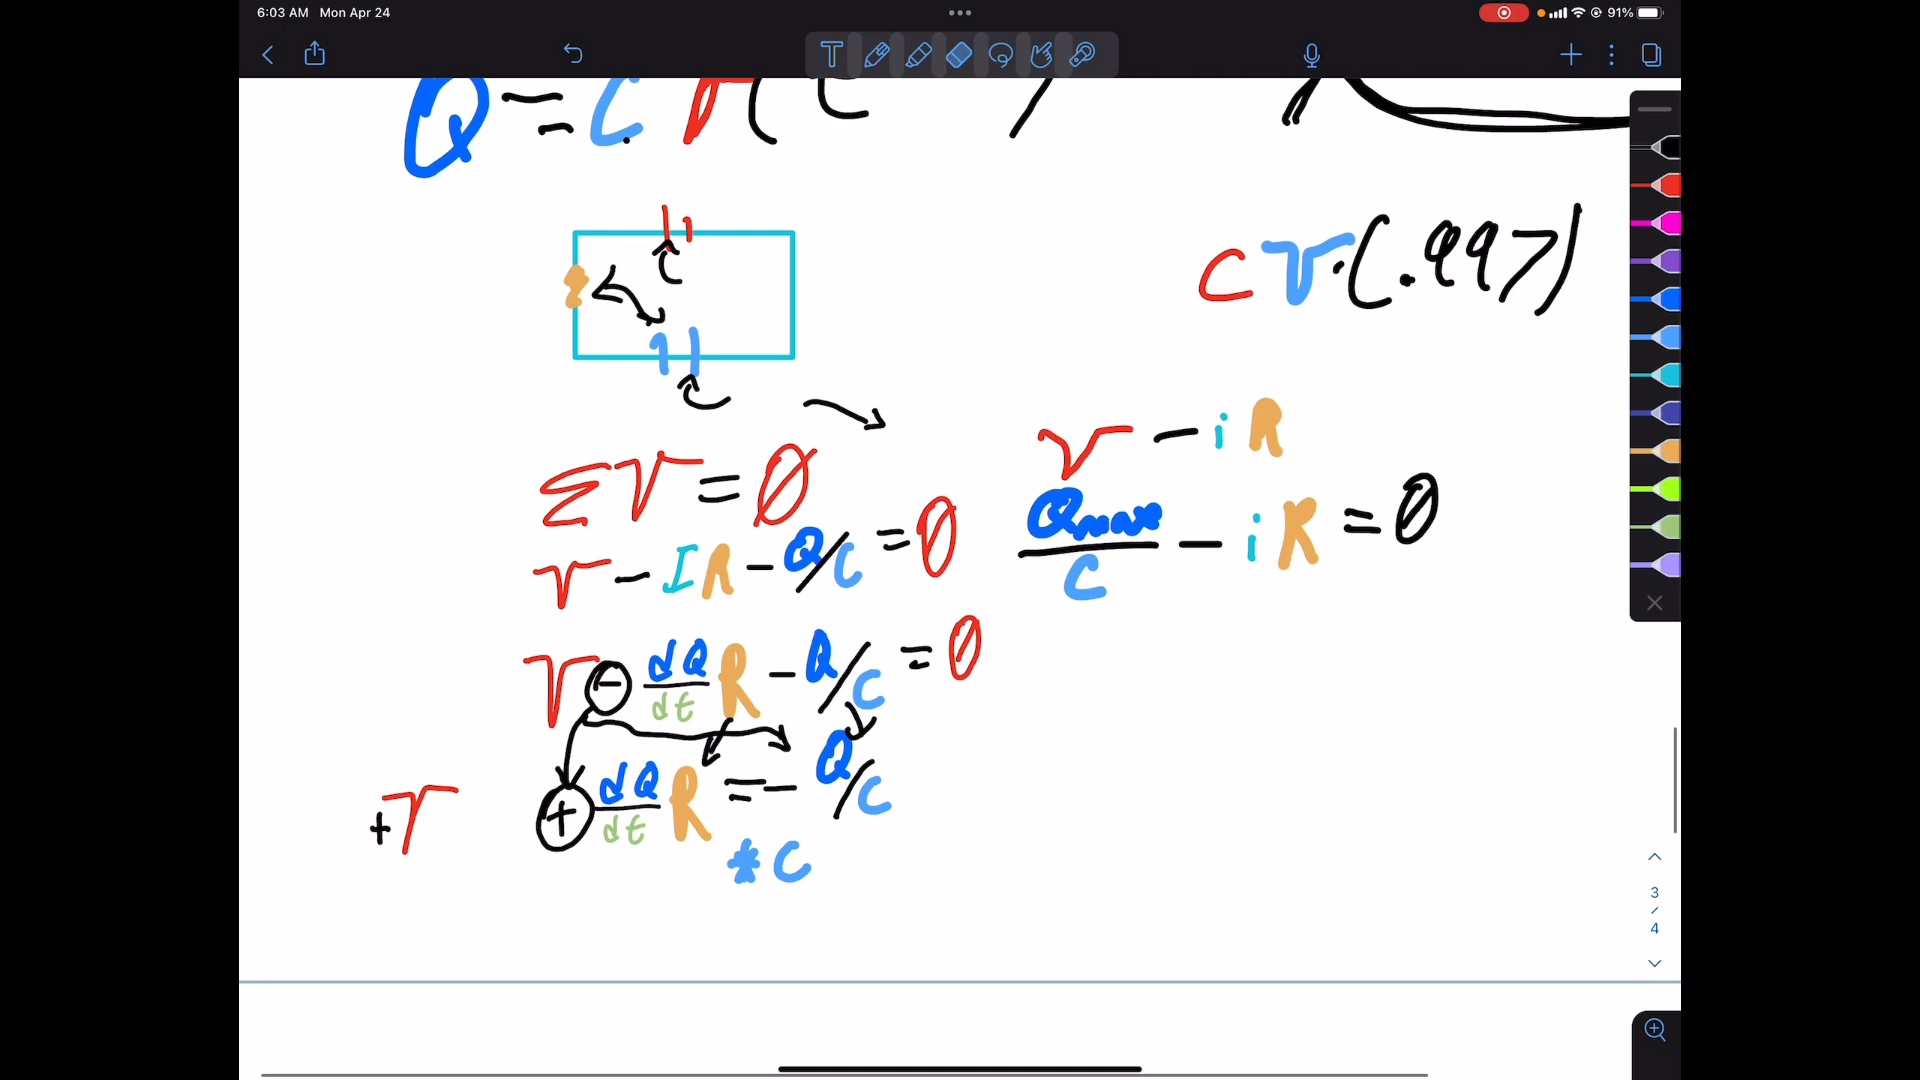 6:03 AM Mon Apr 24
91%
T
Q = C V (
C V · (.997)
ΣV = 0
V - IR - Q/C = 0
V - dQ/dt R - Q/C = 0
+V + dQ/dt R = - Q/C
* C
V - iR
Qmax/C - iR = 0
3
/
4